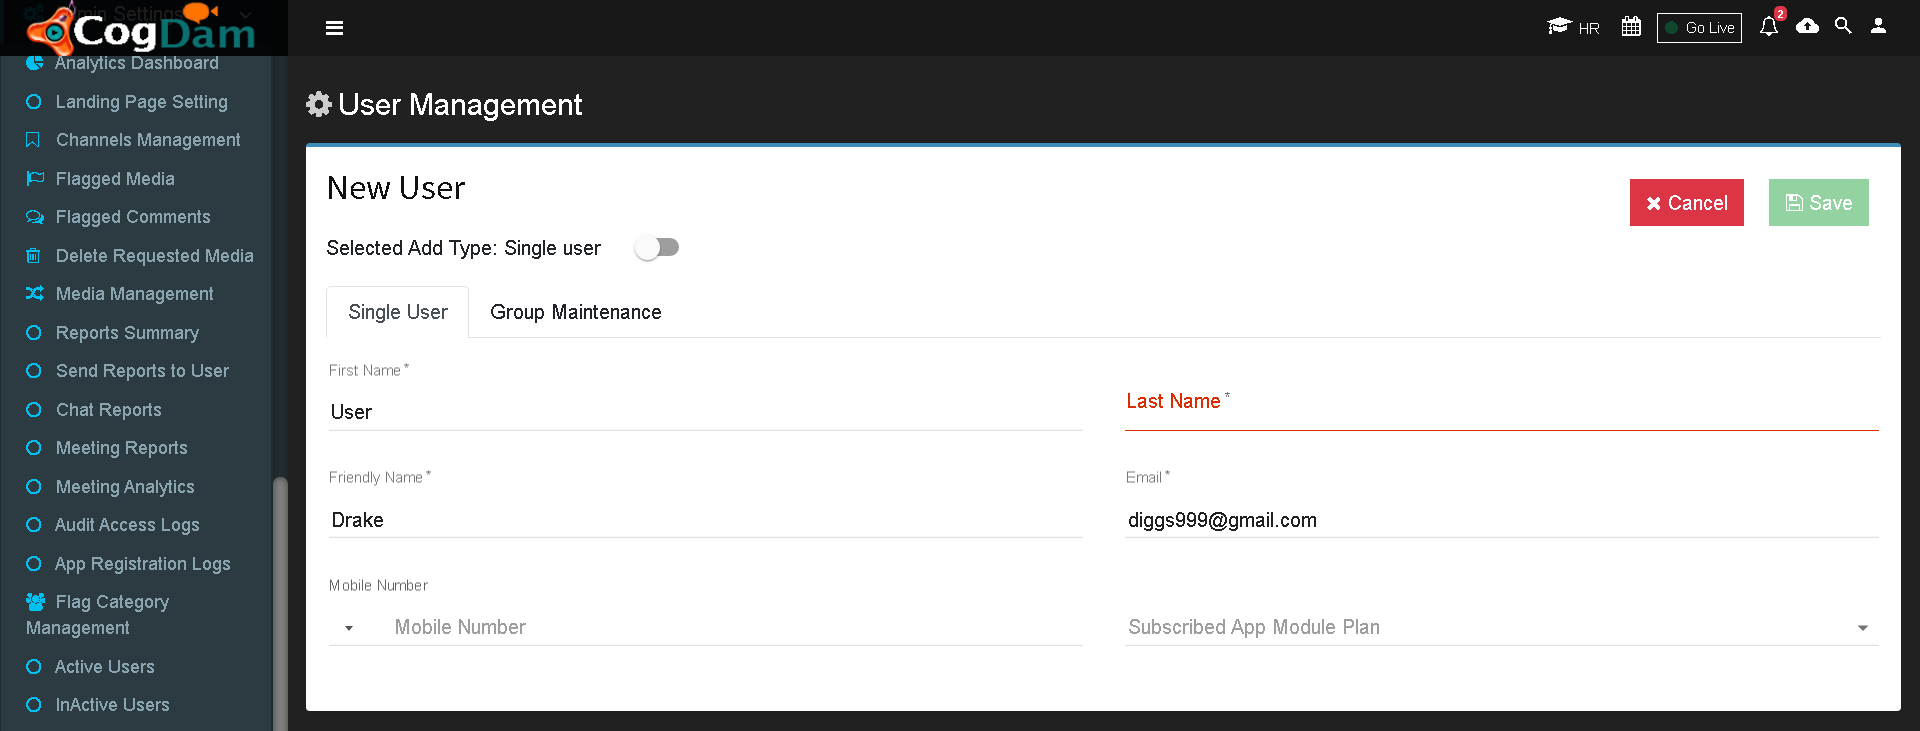 Admin Settings
CogDam
HR
Go Live
2
Analytics Dashboard
Landing Page Setting
Channels Management
Flagged Media
Flagged Comments
Delete Requested Media
Media Management
Reports Summary
Send Reports to User
Chat Reports
Meeting Reports
Meeting Analytics
Audit Access Logs
App Registration Logs
Flag Category
Management
Active Users
InActive Users
User Management
New User
Cancel
Save
Selected Add Type: Single user
Single User
Group Maintenance
First Name *
User
Last Name *
Friendly Name *
Drake
Email *
diggs999@gmail.com
Mobile Number
Mobile Number
Subscribed App Module Plan